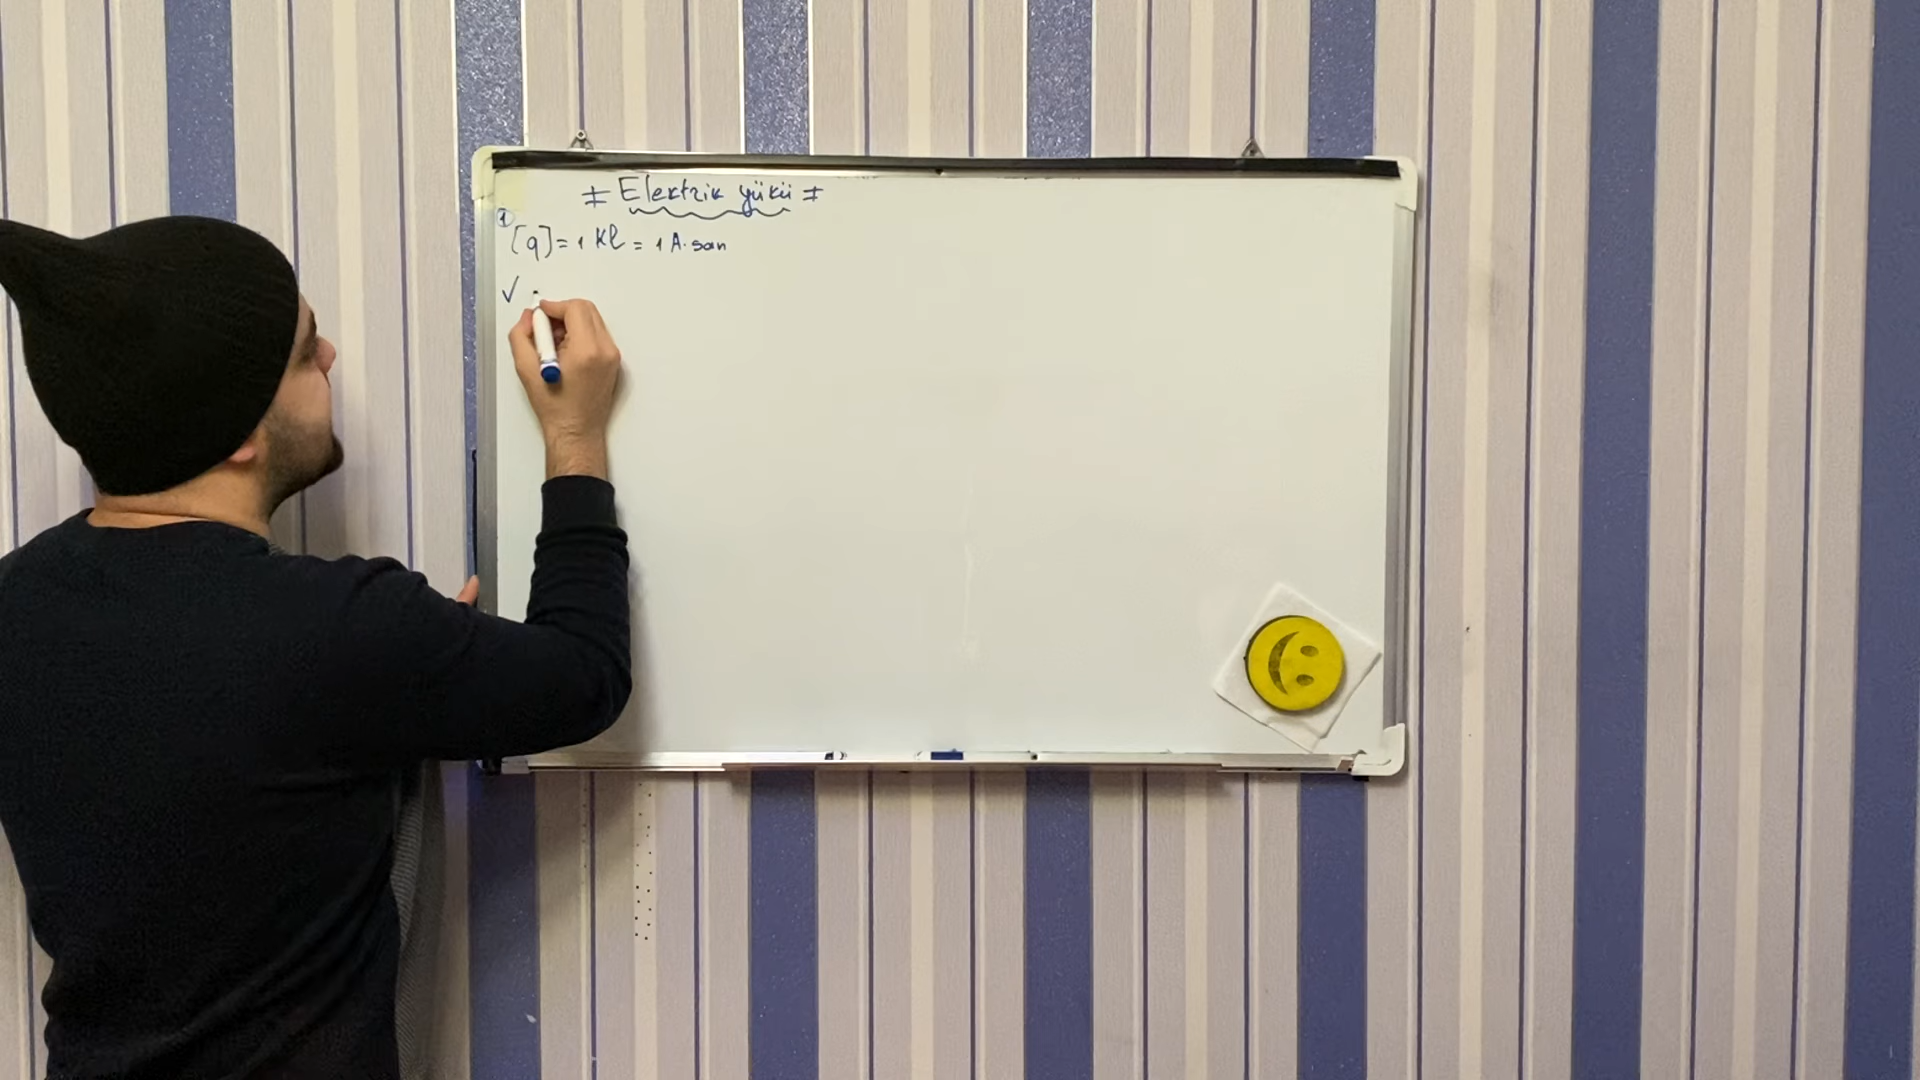 ≠ Elektrik yükü ≠
①
[q] = 1 Kl = 1 A·san
✓